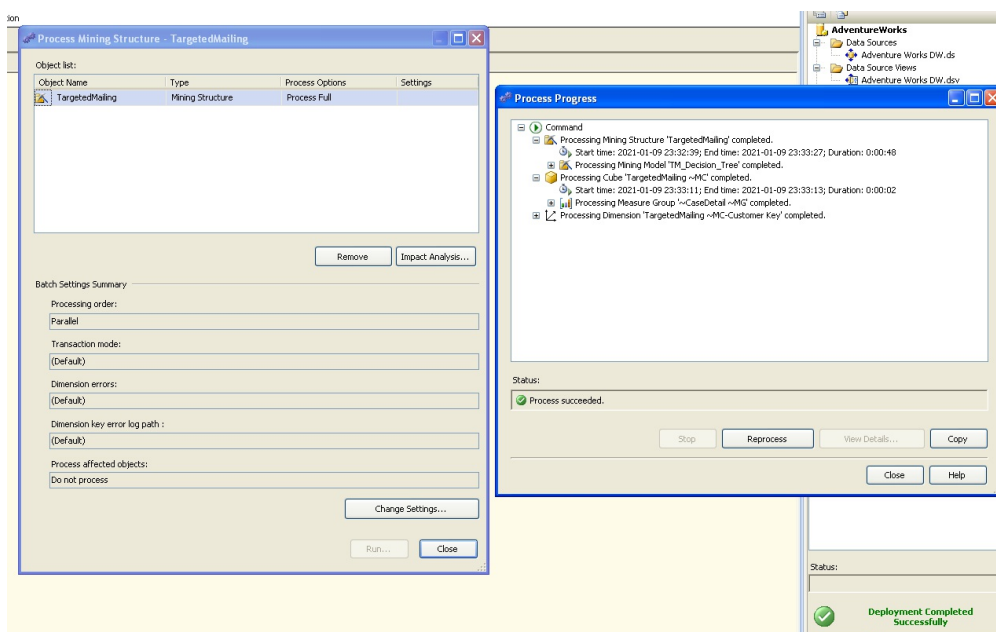 ion
Process Mining Structure - TargetedMailing
Object list:
Object Name Type Process Options Settings
TargetedMailing Mining Structure Process Full
Remove Impact Analysis...
Batch Settings Summary
Processing order:
Parallel
Transaction mode:
(Default)
Dimension errors:
(Default)
Dimension key error log path :
(Default)
Process affected objects:
Do not process
Change Settings...
Run... Close
AdventureWorks
Data Sources
Adventure Works DW.ds
Data Source Views
Adventure Works DW.dsv
Process Progress
Command
Processing Mining Structure 'TargetedMailing' completed.
Start time: 2021-01-09 23:32:39; End time: 2021-01-09 23:33:27; Duration: 0:00:48
Processing Mining Model 'TM_Decision_Tree' completed.
Processing Cube 'TargetedMailing ~MC' completed.
Start time: 2021-01-09 23:33:11; End time: 2021-01-09 23:33:13; Duration: 0:00:02
Processing Measure Group '~CaseDetail ~MG' completed.
Processing Dimension 'TargetedMailing ~MC-Customer Key' completed.
Status:
Process succeeded.
Stop Reprocess View Details... Copy
Close Help
Status:
Deployment Completed
Successfully